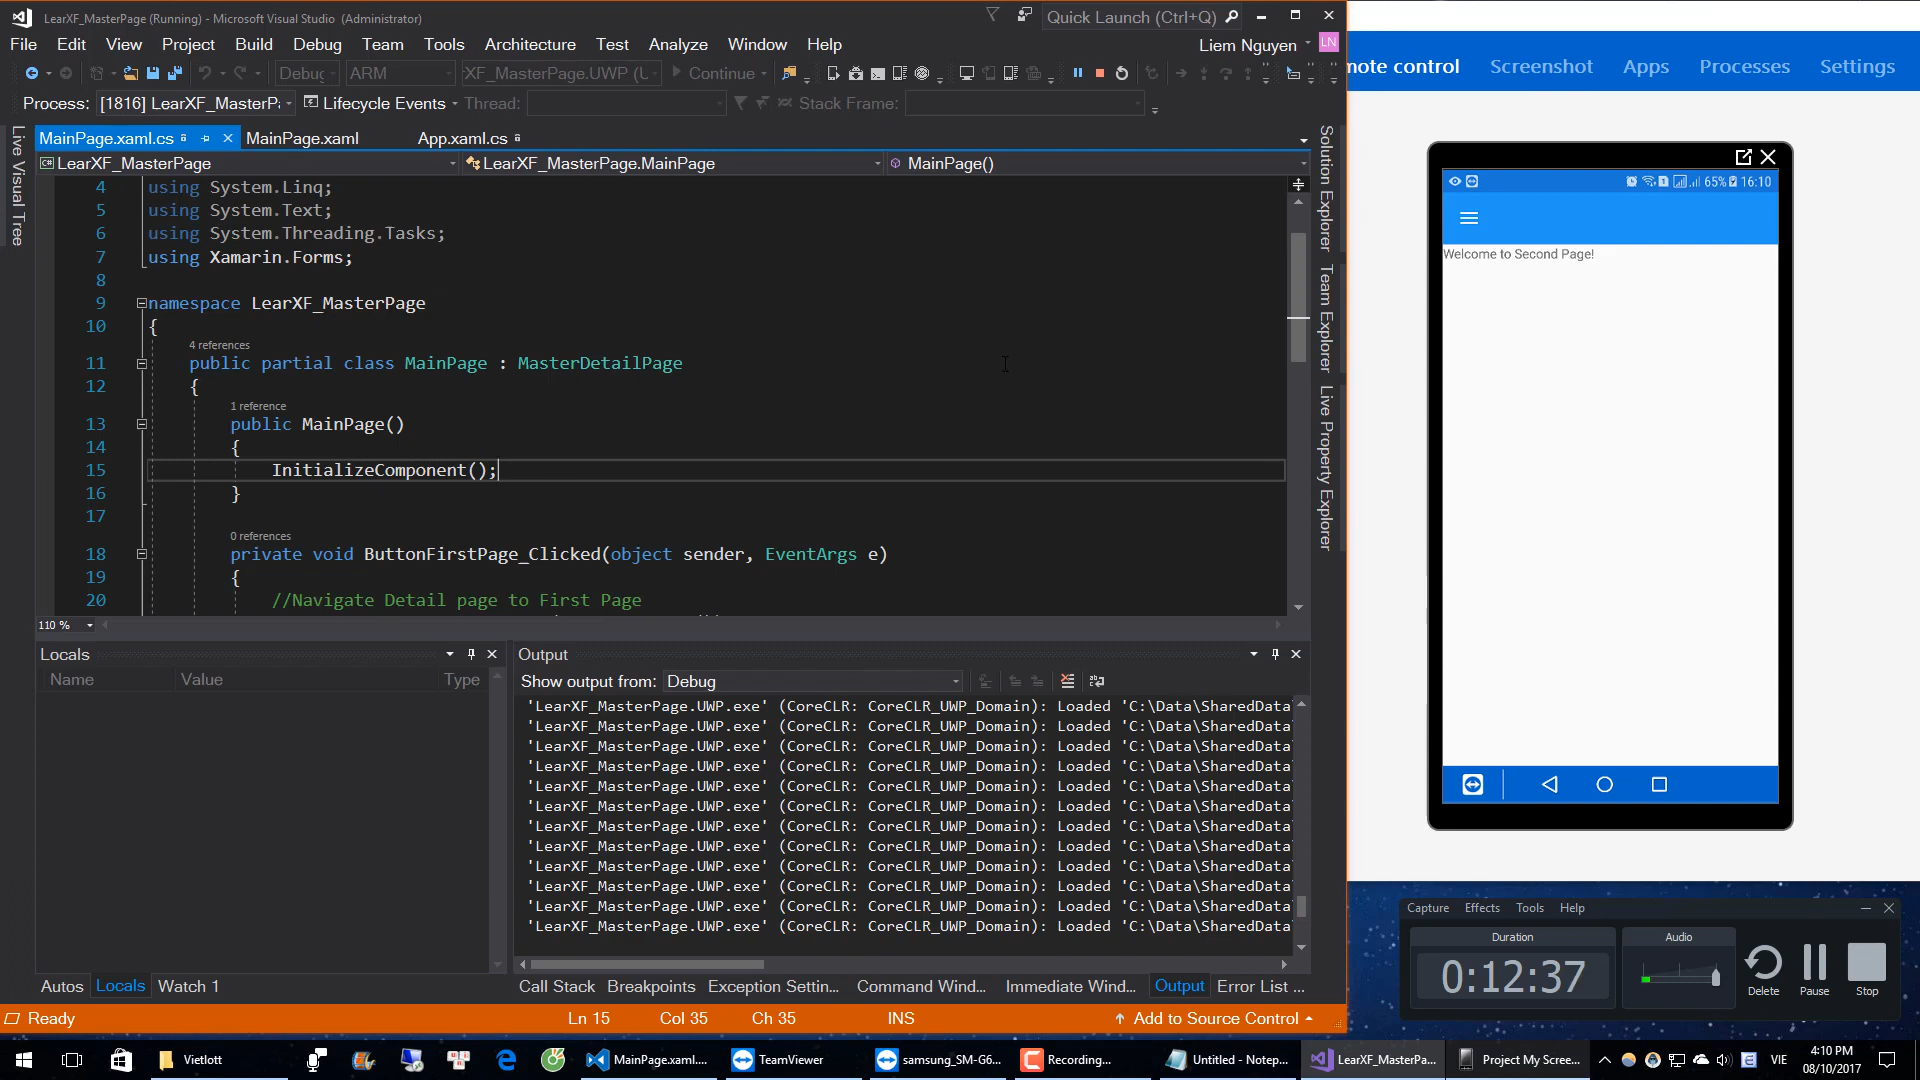 LearXF_MasterPage (Running) - Microsoft Visual Studio (Administrator)
Quick Launch (Ctrl+Q)
File Edit View Project Build Debug Team Tools Architecture Test Analyze Window Help
Liem Nguyen LN
Debug ARM XF_MasterPage.UWP (U Continue
Process: [1816] LearXF_MasterP Lifecycle Events Thread: Stack Frame:
MainPage.xaml.cs MainPage.xaml App.xaml.cs
LearXF_MasterPage LearXF_MasterPage.MainPage MainPage()
Live Visual Tree
4 using System.Linq;
5 using System.Text;
6 using System.Threading.Tasks;
7 using Xamarin.Forms;
8
9 namespace LearXF_MasterPage
10 {
4 references
11 public partial class MainPage : MasterDetailPage
12 {
1 reference
13 public MainPage()
14 {
15 InitializeComponent();
16 }
17
0 references
18 private void ButtonFirstPage_Clicked(object sender, EventArgs e)
19 {
20 //Navigate Detail page to First Page
110 %
Solution Explorer
Team Explorer
Live Property Explorer
Locals
Name Value Type
Autos Locals Watch 1
Output
Show output from: Debug
'LearXF_MasterPage.UWP.exe' (CoreCLR: CoreCLR_UWP_Domain): Loaded 'C:\Data\SharedData
'LearXF_MasterPage.UWP.exe' (CoreCLR: CoreCLR_UWP_Domain): Loaded 'C:\Data\SharedData
'LearXF_MasterPage.UWP.exe' (CoreCLR: CoreCLR_UWP_Domain): Loaded 'C:\Data\SharedData
'LearXF_MasterPage.UWP.exe' (CoreCLR: CoreCLR_UWP_Domain): Loaded 'C:\Data\SharedData
'LearXF_MasterPage.UWP.exe' (CoreCLR: CoreCLR_UWP_Domain): Loaded 'C:\Data\SharedData
'LearXF_MasterPage.UWP.exe' (CoreCLR: CoreCLR_UWP_Domain): Loaded 'C:\Data\SharedData
'LearXF_MasterPage.UWP.exe' (CoreCLR: CoreCLR_UWP_Domain): Loaded 'C:\Data\SharedData
'LearXF_MasterPage.UWP.exe' (CoreCLR: CoreCLR_UWP_Domain): Loaded 'C:\Data\SharedData
'LearXF_MasterPage.UWP.exe' (CoreCLR: CoreCLR_UWP_Domain): Loaded 'C:\Data\SharedData
'LearXF_MasterPage.UWP.exe' (CoreCLR: CoreCLR_UWP_Domain): Loaded 'C:\Data\SharedData
'LearXF_MasterPage.UWP.exe' (CoreCLR: CoreCLR_UWP_Domain): Loaded 'C:\Data\SharedData
'LearXF_MasterPage.UWP.exe' (CoreCLR: CoreCLR_UWP_Domain): Loaded 'C:\Data\SharedData
Call Stack Breakpoints Exception Settin... Command Wind... Immediate Wind... Output Error List ...
Ready Ln 15 Col 35 Ch 35 INS Add to Source Control
mote control Screenshot Apps Processes Settings
65% 16:10
Welcome to Second Page!
Capture Effects Tools Help
Duration Audio
0:12:37
Delete Pause Stop
Vietlott MainPage.xaml.... TeamViewer samsung_SM-G6... Recording... Untitled - Notep... LearXF_MasterPa... Project My Scree... VIE 4:10 PM
08/10/2017